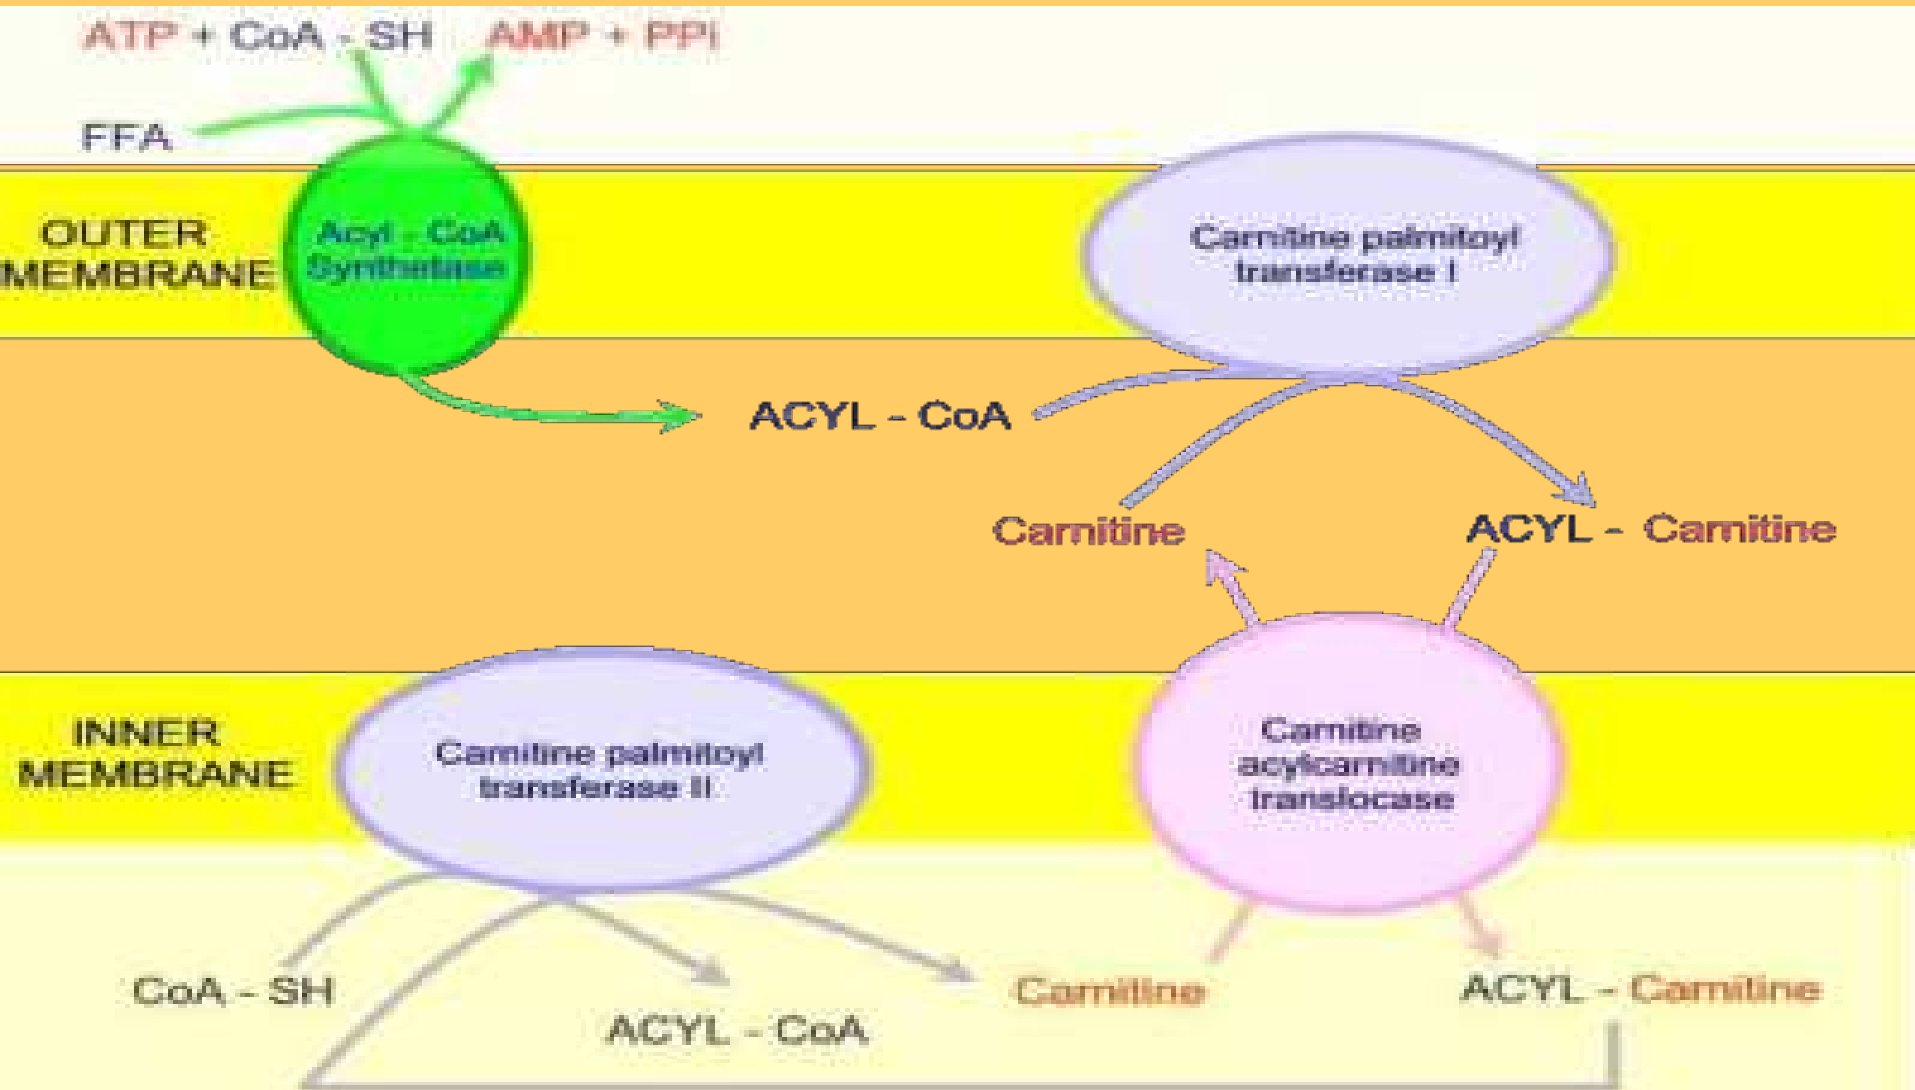 ATP + CoA - SH AMP + PPi
FFA
OUTER
MEMBRANE
Acyl - CoA
Synthetase
Carnitine palmitoyl
transferase I
ACYL - CoA
Carnitine
ACYL - Carnitine
INNER
MEMBRANE
Carnitine palmitoyl
transferase II
Carnitine
acylcarnitine
translocase
CoA - SH
ACYL - CoA
Carnitine
ACYL - Carnitine